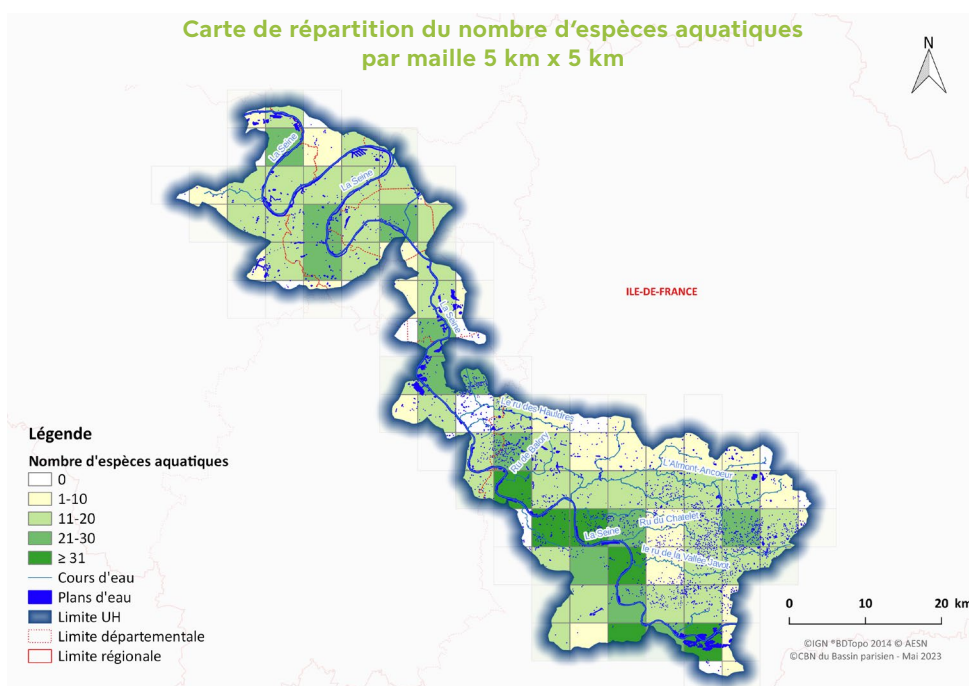 Carte de répartition du nombre d'espèces aquatiques
par maille 5 km x 5 km
N
La Seine
La Seine
ILE-DE-FRANCE
La Seine
Le ru des Hauldres
Ru de Balory
L'Almont-Ancoeur
Ru du Chatelet
La Seine
le ru de la Vallée Javot
Légende
Nombre d'espèces aquatiques
0
1-10
11-20
21-30
≥ 31
Cours d'eau
Plans d'eau
Limite UH
Limite départementale
Limite régionale
0 10 20 km
©IGN ®BDTopo 2014 © AESN
©CBN du Bassin parisien - Mai 2023